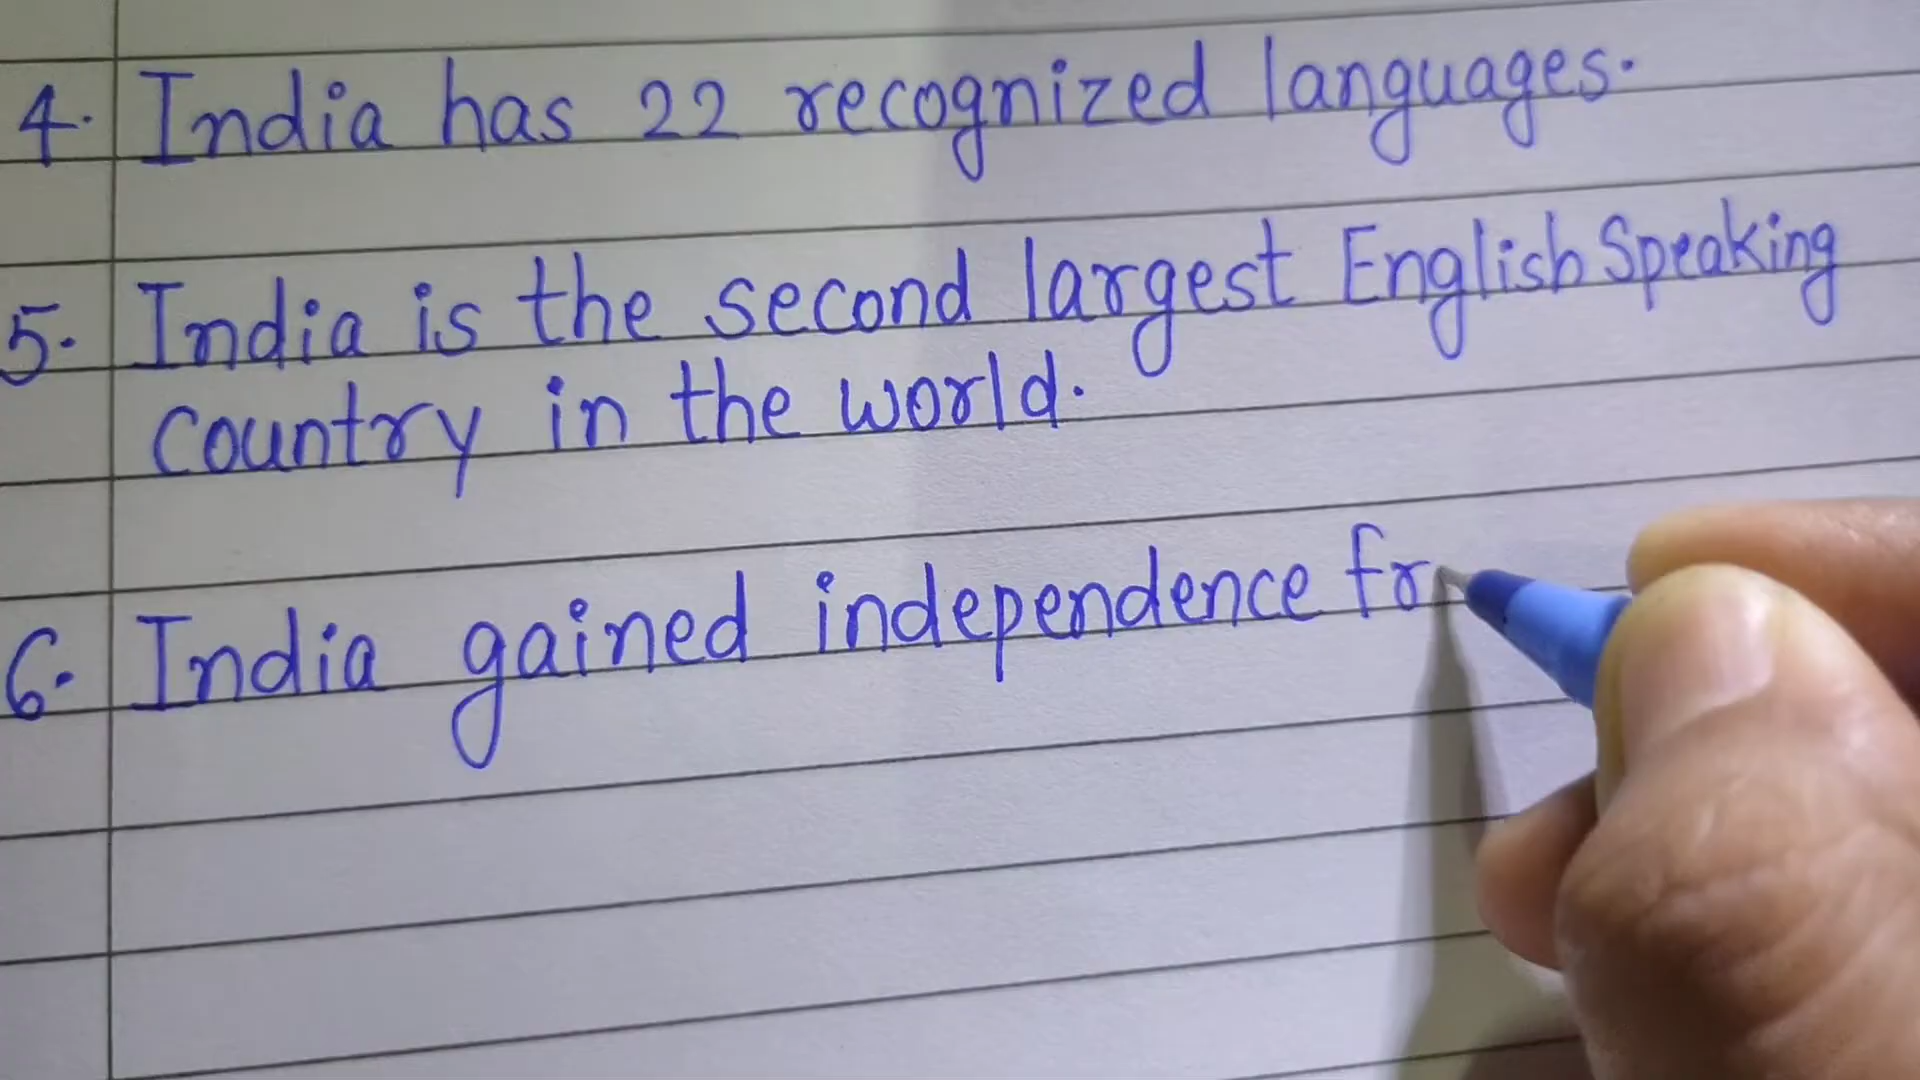 4. India has 22 recognized languages.
5. India is the second largest English Speaking
country in the world.
6. India gained independence fr